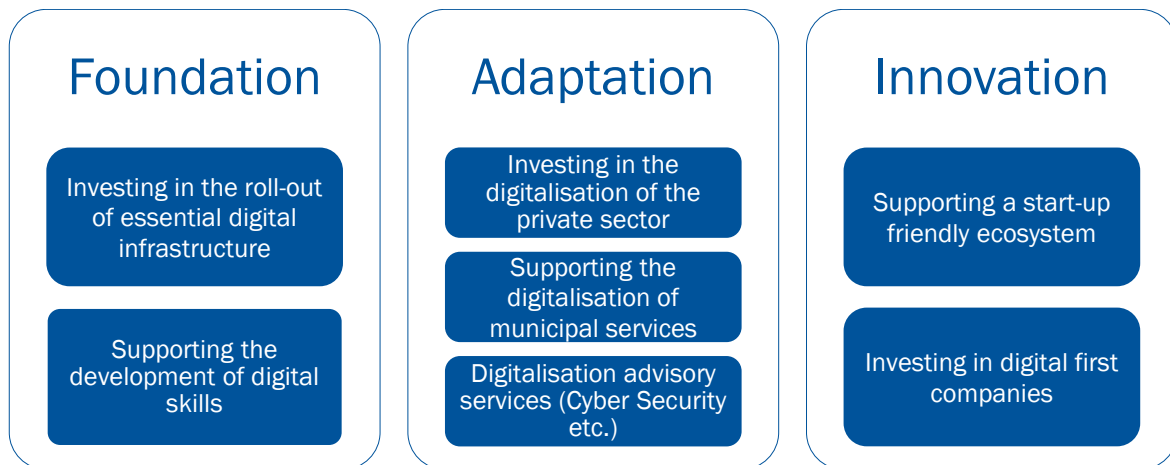 Foundation
Investing in the roll-out
of essential digital
infrastructure
Supporting the
development of digital
skills
Adaptation
Investing in the
digitalisation of the
private sector
Supporting the
digitalisation of
municipal services
Digitalisation advisory
services (Cyber Security
etc.)
Innovation
Supporting a start-up
friendly ecosystem
Investing in digital first
companies